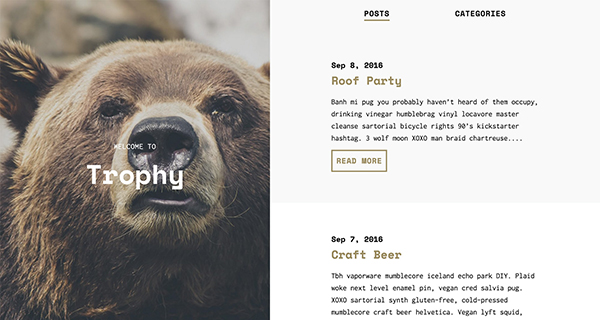 WELCOME TO
Trophy
POSTS
CATEGORIES
Sep 8, 2016
Roof Party
Banh mi pug you probably haven't heard of them occupy,
drinking vinegar humblebrag vinyl locavore master
cleanse sartorial bicycle rights 90's kickstarter
hashtag. 3 wolf moon XOXO man braid chartreuse....
READ MORE
Sep 7, 2016
Craft Beer
Tbh vaporware mumblecore iceland echo park DIY. Plaid
woke next level enamel pin, vegan cred salvia pug.
XOXO sartorial synth gluten-free, cold-pressed
mumblecore craft beer helvetica. Vegan lyft squid,